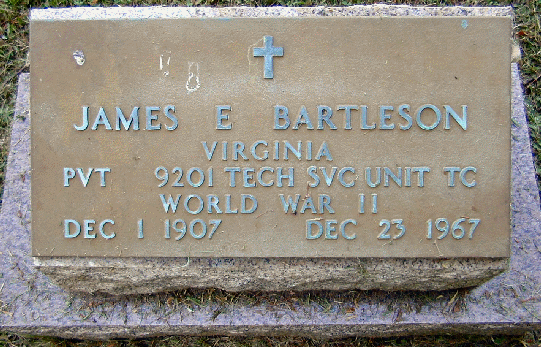 JAMES E BARTLESON
VIRGINIA
PVT 9201 TECH SVC UNIT TC
WORLD WAR II
DEC 1 1907 DEC 23 1967